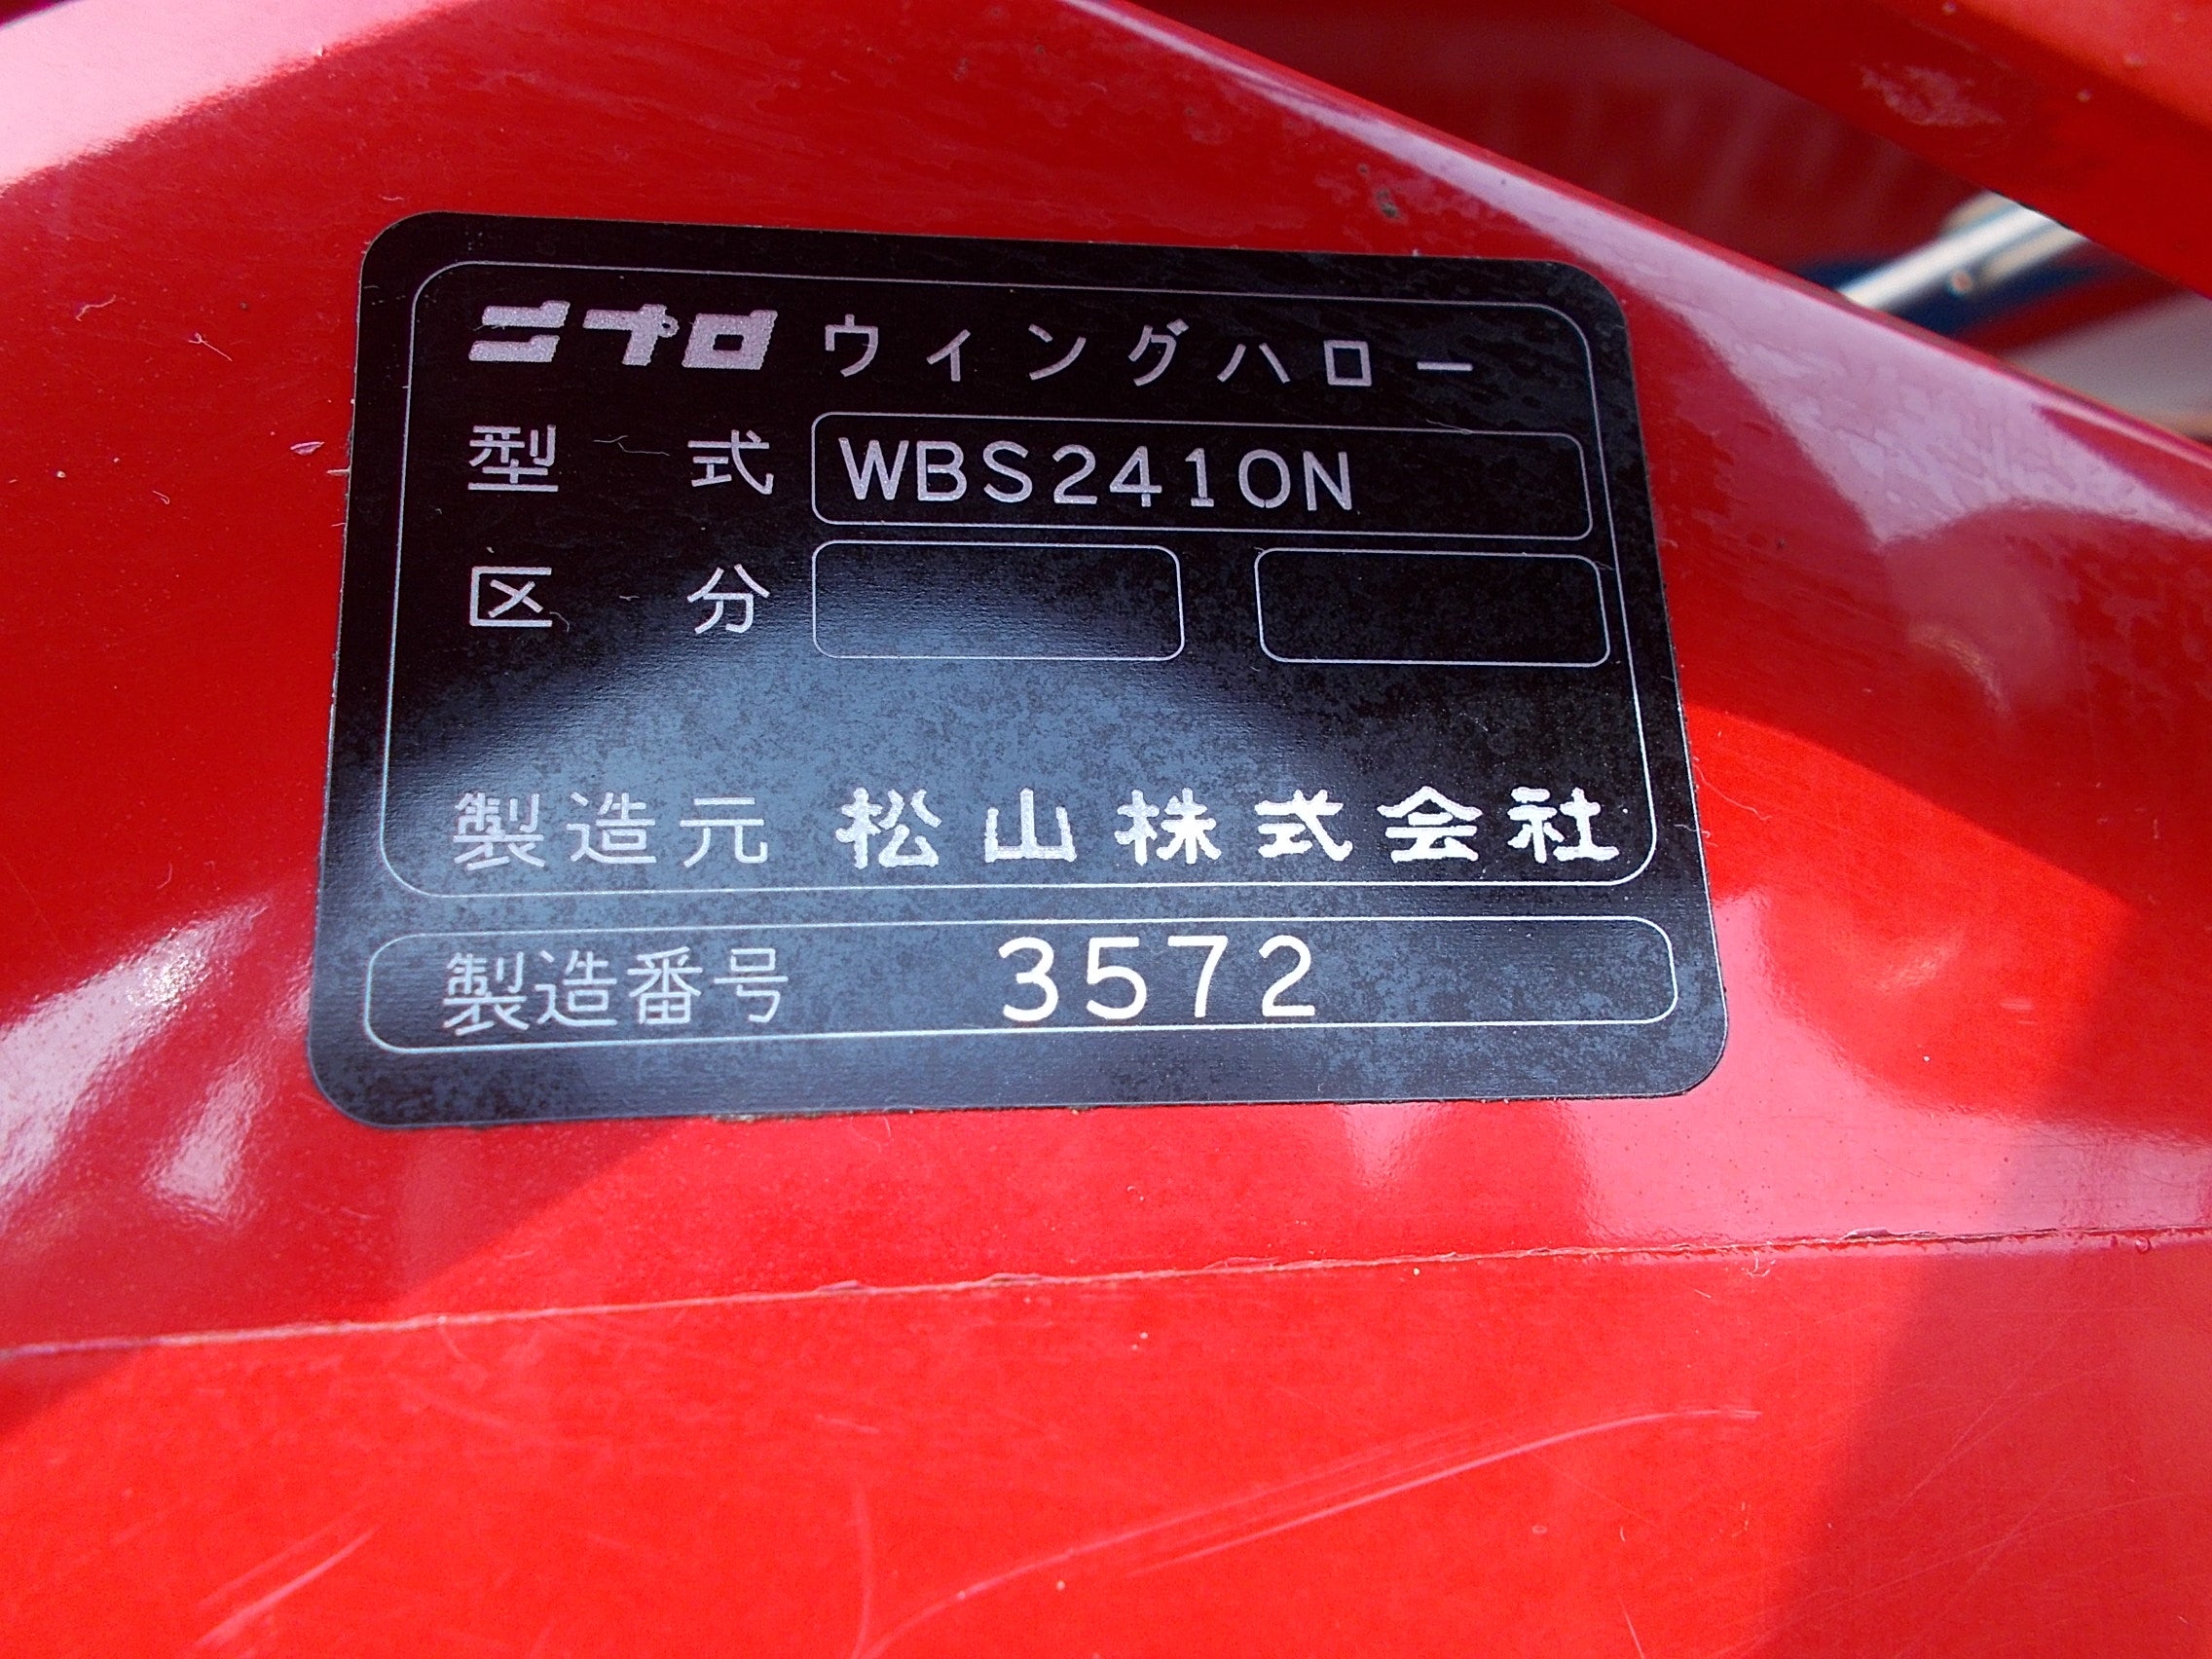 ニプロ ウイングハロー
型式 WBS2410N
区分
製造元 松山株式会社
製造番号 3572